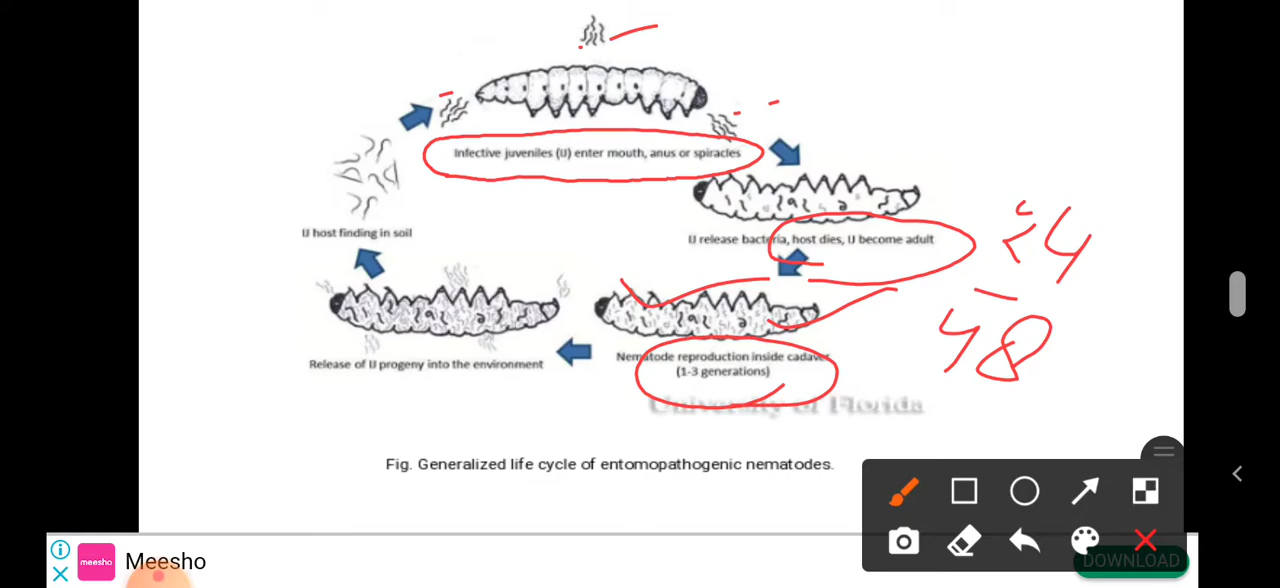 Infective juveniles (IJ) enter mouth, anus or spiracles
IJ host finding in soil
IJ release bacteria, host dies, IJ become adult
24
48
Nematode reproduction inside cadaver
(1-3 generations)
Release of IJ progeny into the environment
University of Florida
Fig. Generalized life cycle of entomopathogenic nematodes.
meesho
Meesho
DOWNLOAD